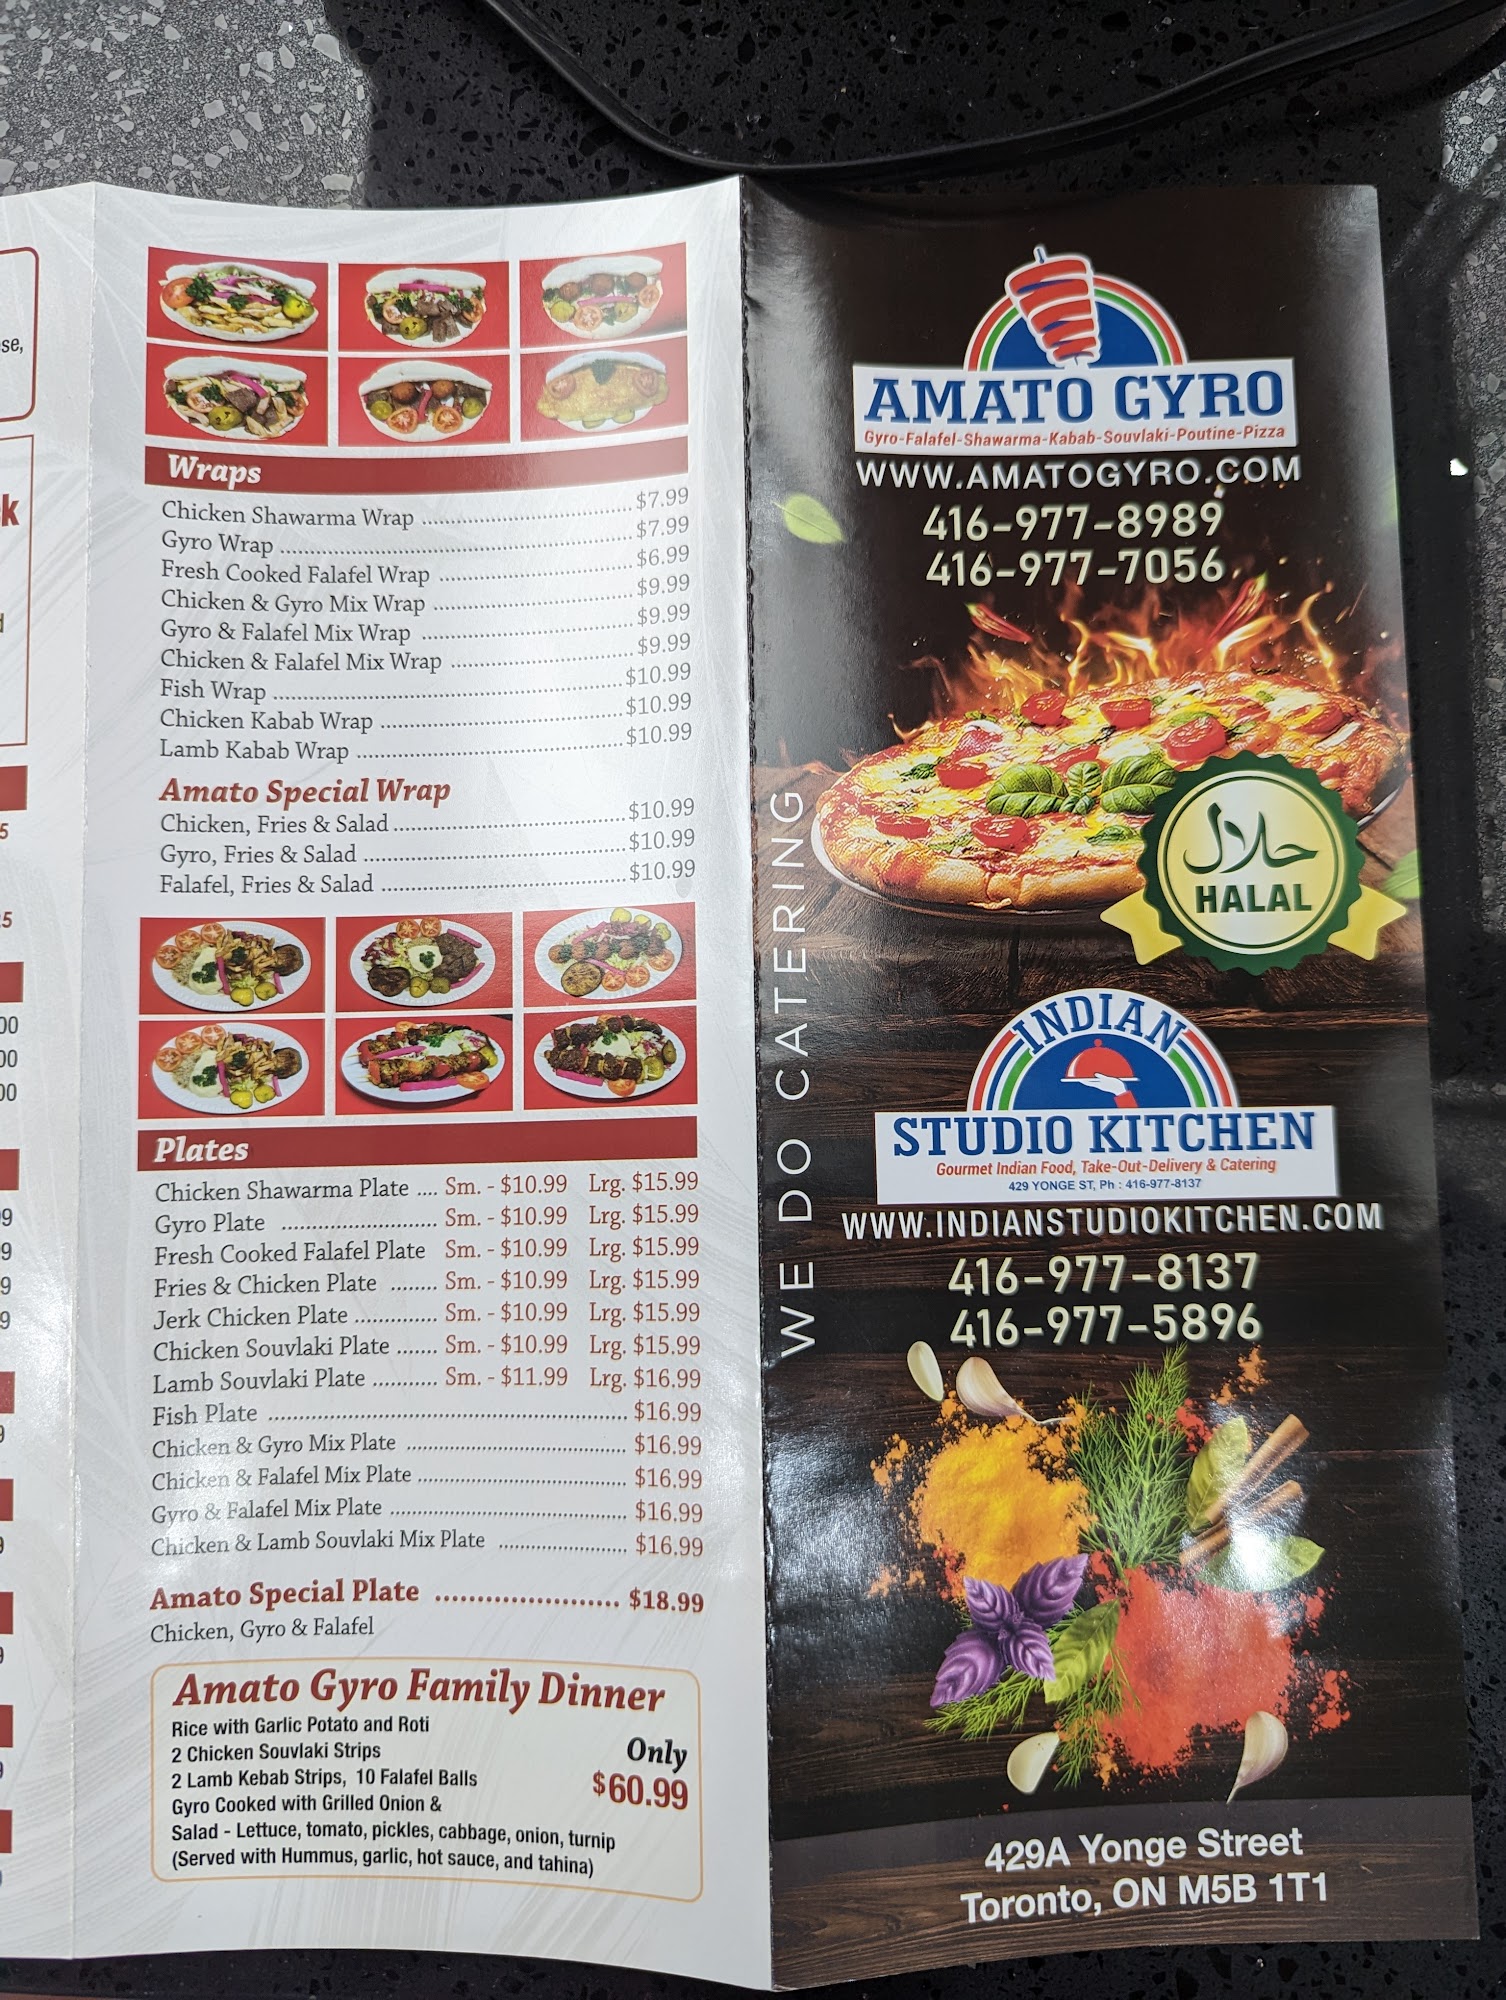 se,
k
Wraps
Chicken Shawarma Wrap ........ $7.99
Gyro Wrap ........ $7.99
Fresh Cooked Falafel Wrap ........ $6.99
Chicken & Gyro Mix Wrap ........ $9.99
Gyro & Falafel Mix Wrap ........ $9.99
Chicken & Falafel Mix Wrap ........ $9.99
Fish Wrap ........ $10.99
Chicken Kabab Wrap ........ $10.99
Lamb Kabab Wrap ........ $10.99
Amato Special Wrap
Chicken, Fries & Salad ........ $10.99
Gyro, Fries & Salad ........ $10.99
Falafel, Fries & Salad ........ $10.99
Plates
Chicken Shawarma Plate .... Sm. - $10.99 Lrg. $15.99
Gyro Plate ........ Sm. - $10.99 Lrg. $15.99
Fresh Cooked Falafel Plate Sm. - $10.99 Lrg. $15.99
Fries & Chicken Plate ........ Sm. - $10.99 Lrg. $15.99
Jerk Chicken Plate ........ Sm. - $10.99 Lrg. $15.99
Chicken Souvlaki Plate ....... Sm. - $10.99 Lrg. $15.99
Lamb Souvlaki Plate ........ Sm. - $11.99 Lrg. $16.99
Fish Plate ........ $16.99
Chicken & Gyro Mix Plate ........ $16.99
Chicken & Falafel Mix Plate ........ $16.99
Gyro & Falafel Mix Plate ........ $16.99
Chicken & Lamb Souvlaki Mix Plate ........ $16.99
Amato Special Plate ........ $18.99
Chicken, Gyro & Falafel
Amato Gyro Family Dinner
Rice with Garlic Potato and Roti
2 Chicken Souvlaki Strips
2 Lamb Kebab Strips, 10 Falafel Balls
Gyro Cooked with Grilled Onion &
Salad - Lettuce, tomato, pickles, cabbage, onion, turnip
(Served with Hummus, garlic, hot sauce, and tahina)
Only
$60.99
WE DO CATERING
AMATO GYRO
Gyro-Falafel-Shawarma-Kabab-Souvlaki-Poutine-Pizza
WWW.AMATOGYRO.COM
416-977-8989
416-977-7056
حلال
HALAL
INDIAN
STUDIO KITCHEN
Gourmet Indian Food, Take-Out-Delivery & Catering
429 YONGE ST, Ph : 416-977-8137
WWW.INDIANSTUDIOKITCHEN.COM
416-977-8137
416-977-5896
429A Yonge Street
Toronto, ON M5B 1T1